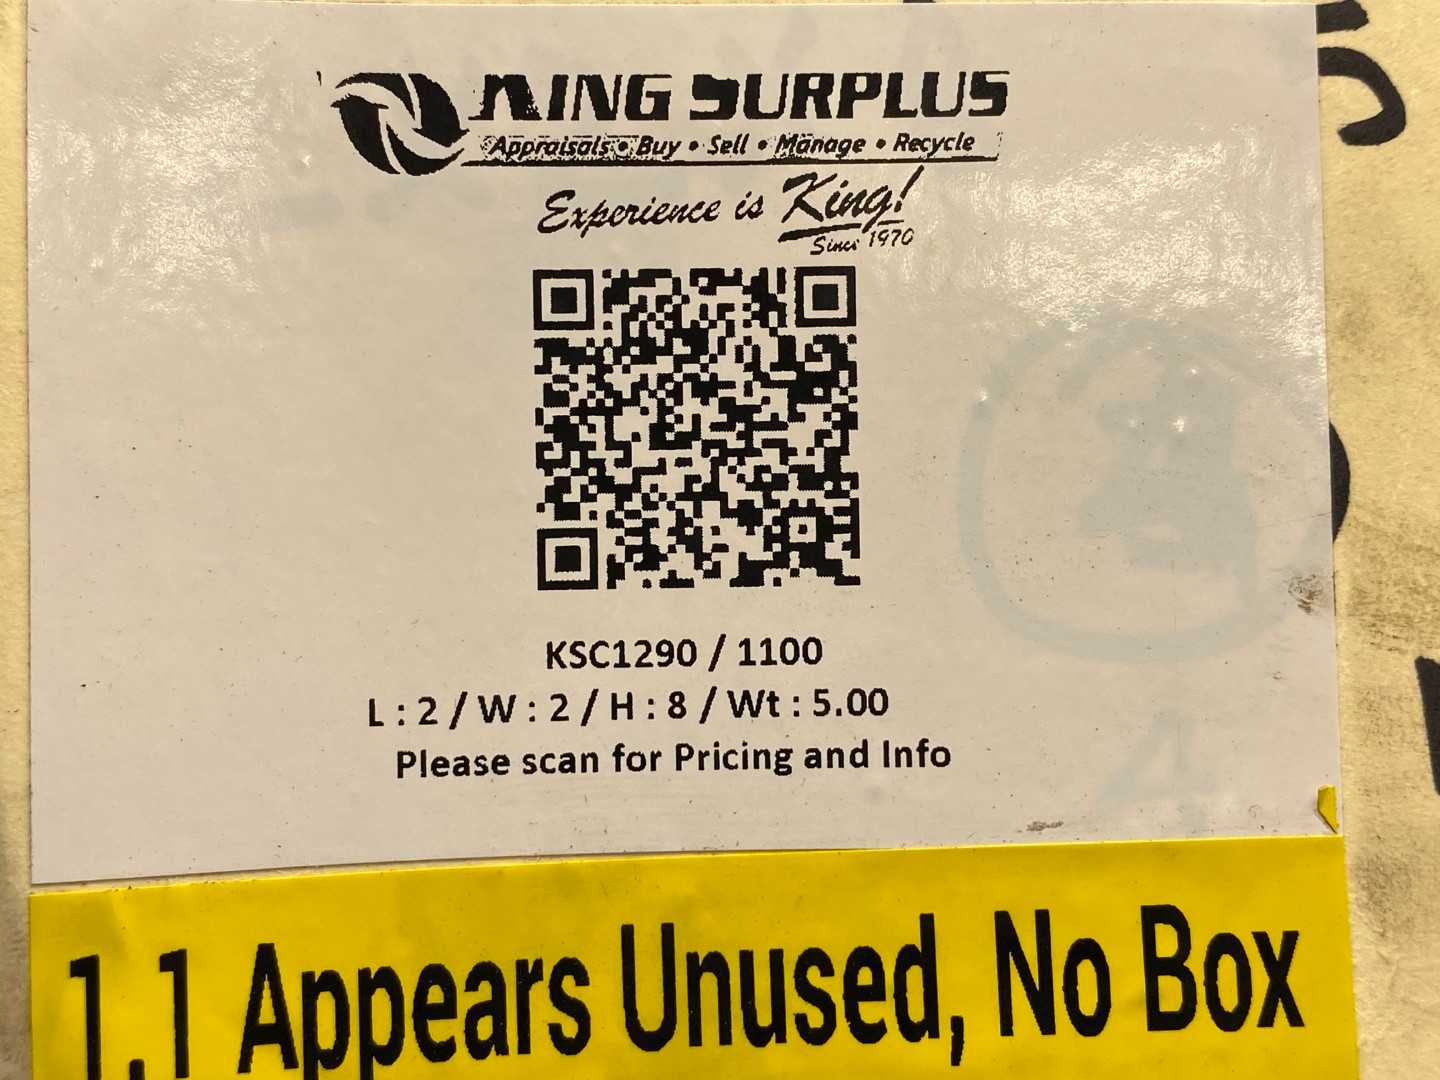 KING SURPLUS
Appraisals • Buy • Sell • Manage • Recycle
Experience is King!
Since 1970
KSC1290 / 1100
L : 2 / W : 2 / H : 8 / Wt : 5.00
Please scan for Pricing and Info
1.1 Appears Unused, No Box